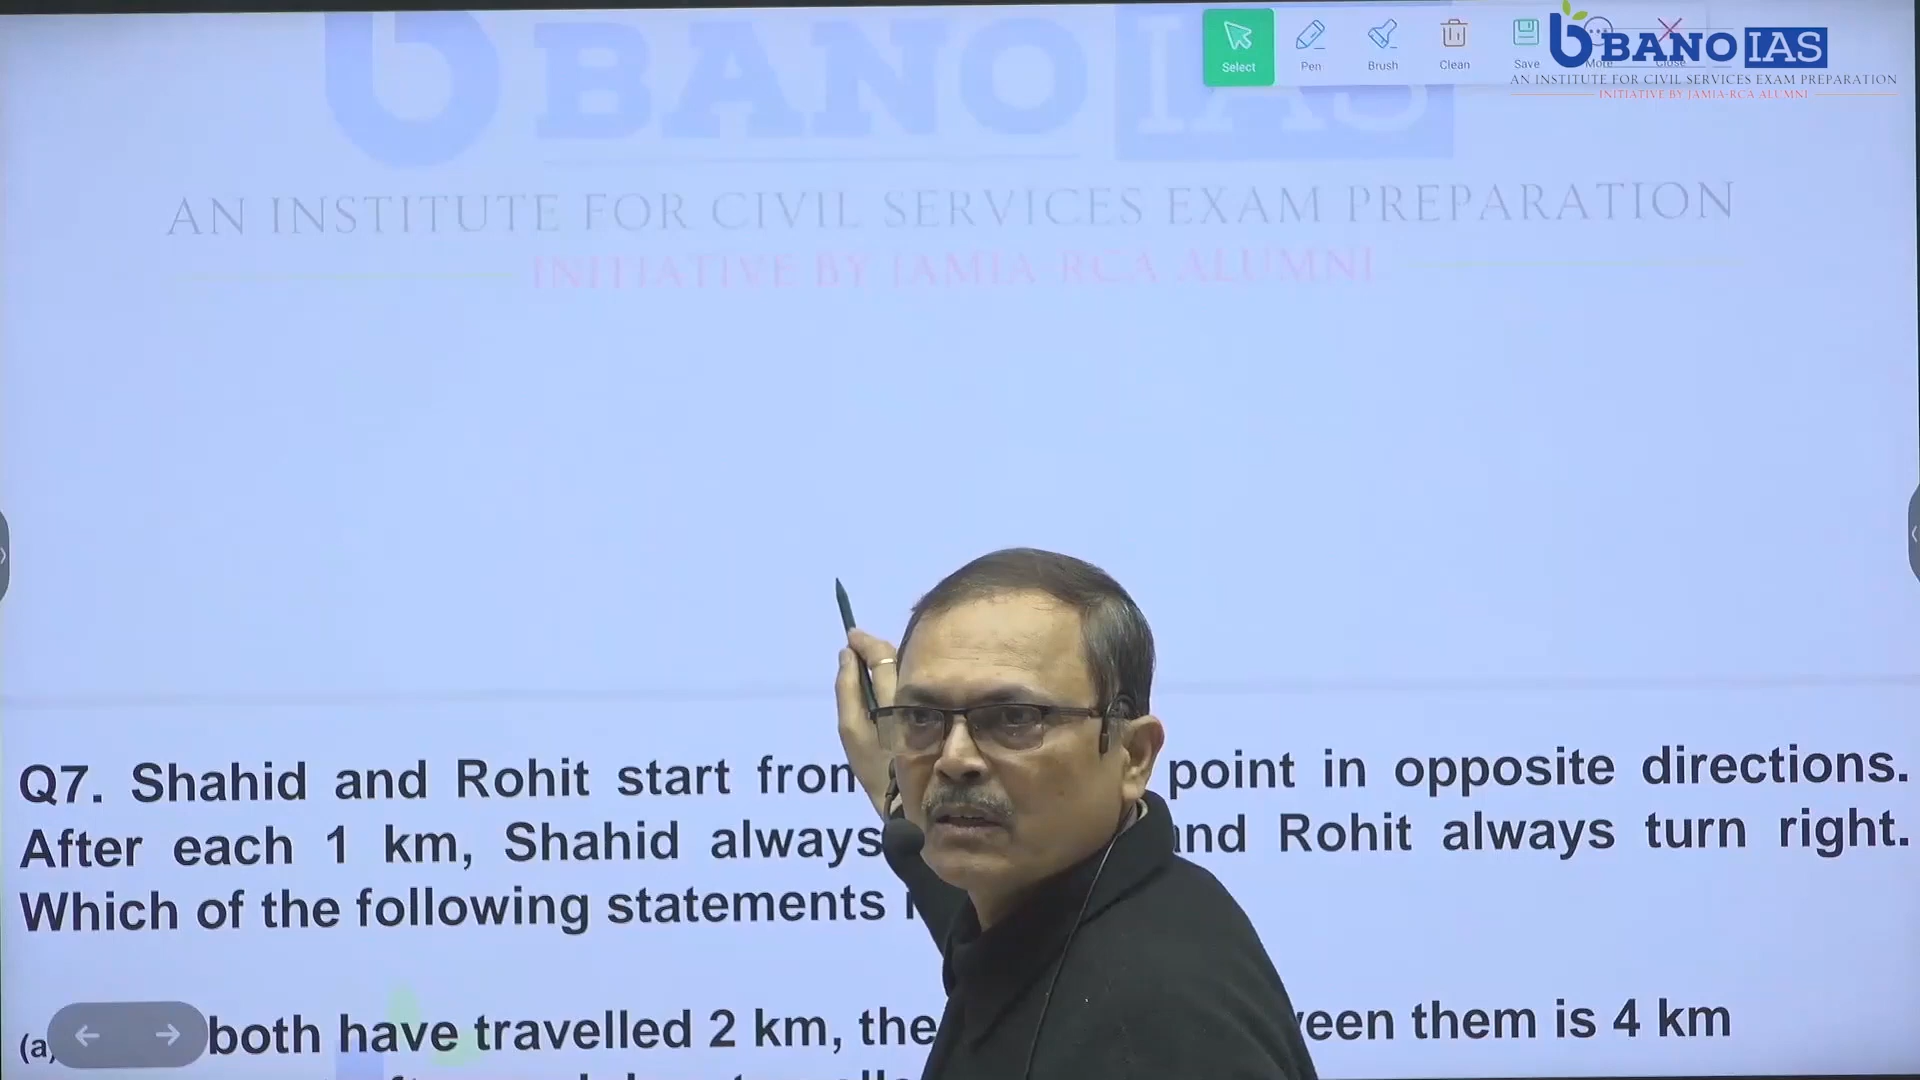 BANO IAS
AN INSTITUTE FOR CIVIL SERVICES EXAM PREPARATION
INITIATIVE BY JAMIA-RCA ALUMNI
Select Pen Brush Clean Save More Close
BANO IAS
AN INSTITUTE FOR CIVIL SERVICES EXAM PREPARATION
INITIATIVE BY JAMIA-RCA ALUMNI
Q7. Shahid and Rohit start point in opposite directions.
After each 1 km, Shahid always and Rohit always turn right.
Which of the following statements
(a) both have travelled 2 km, the them is 4 km